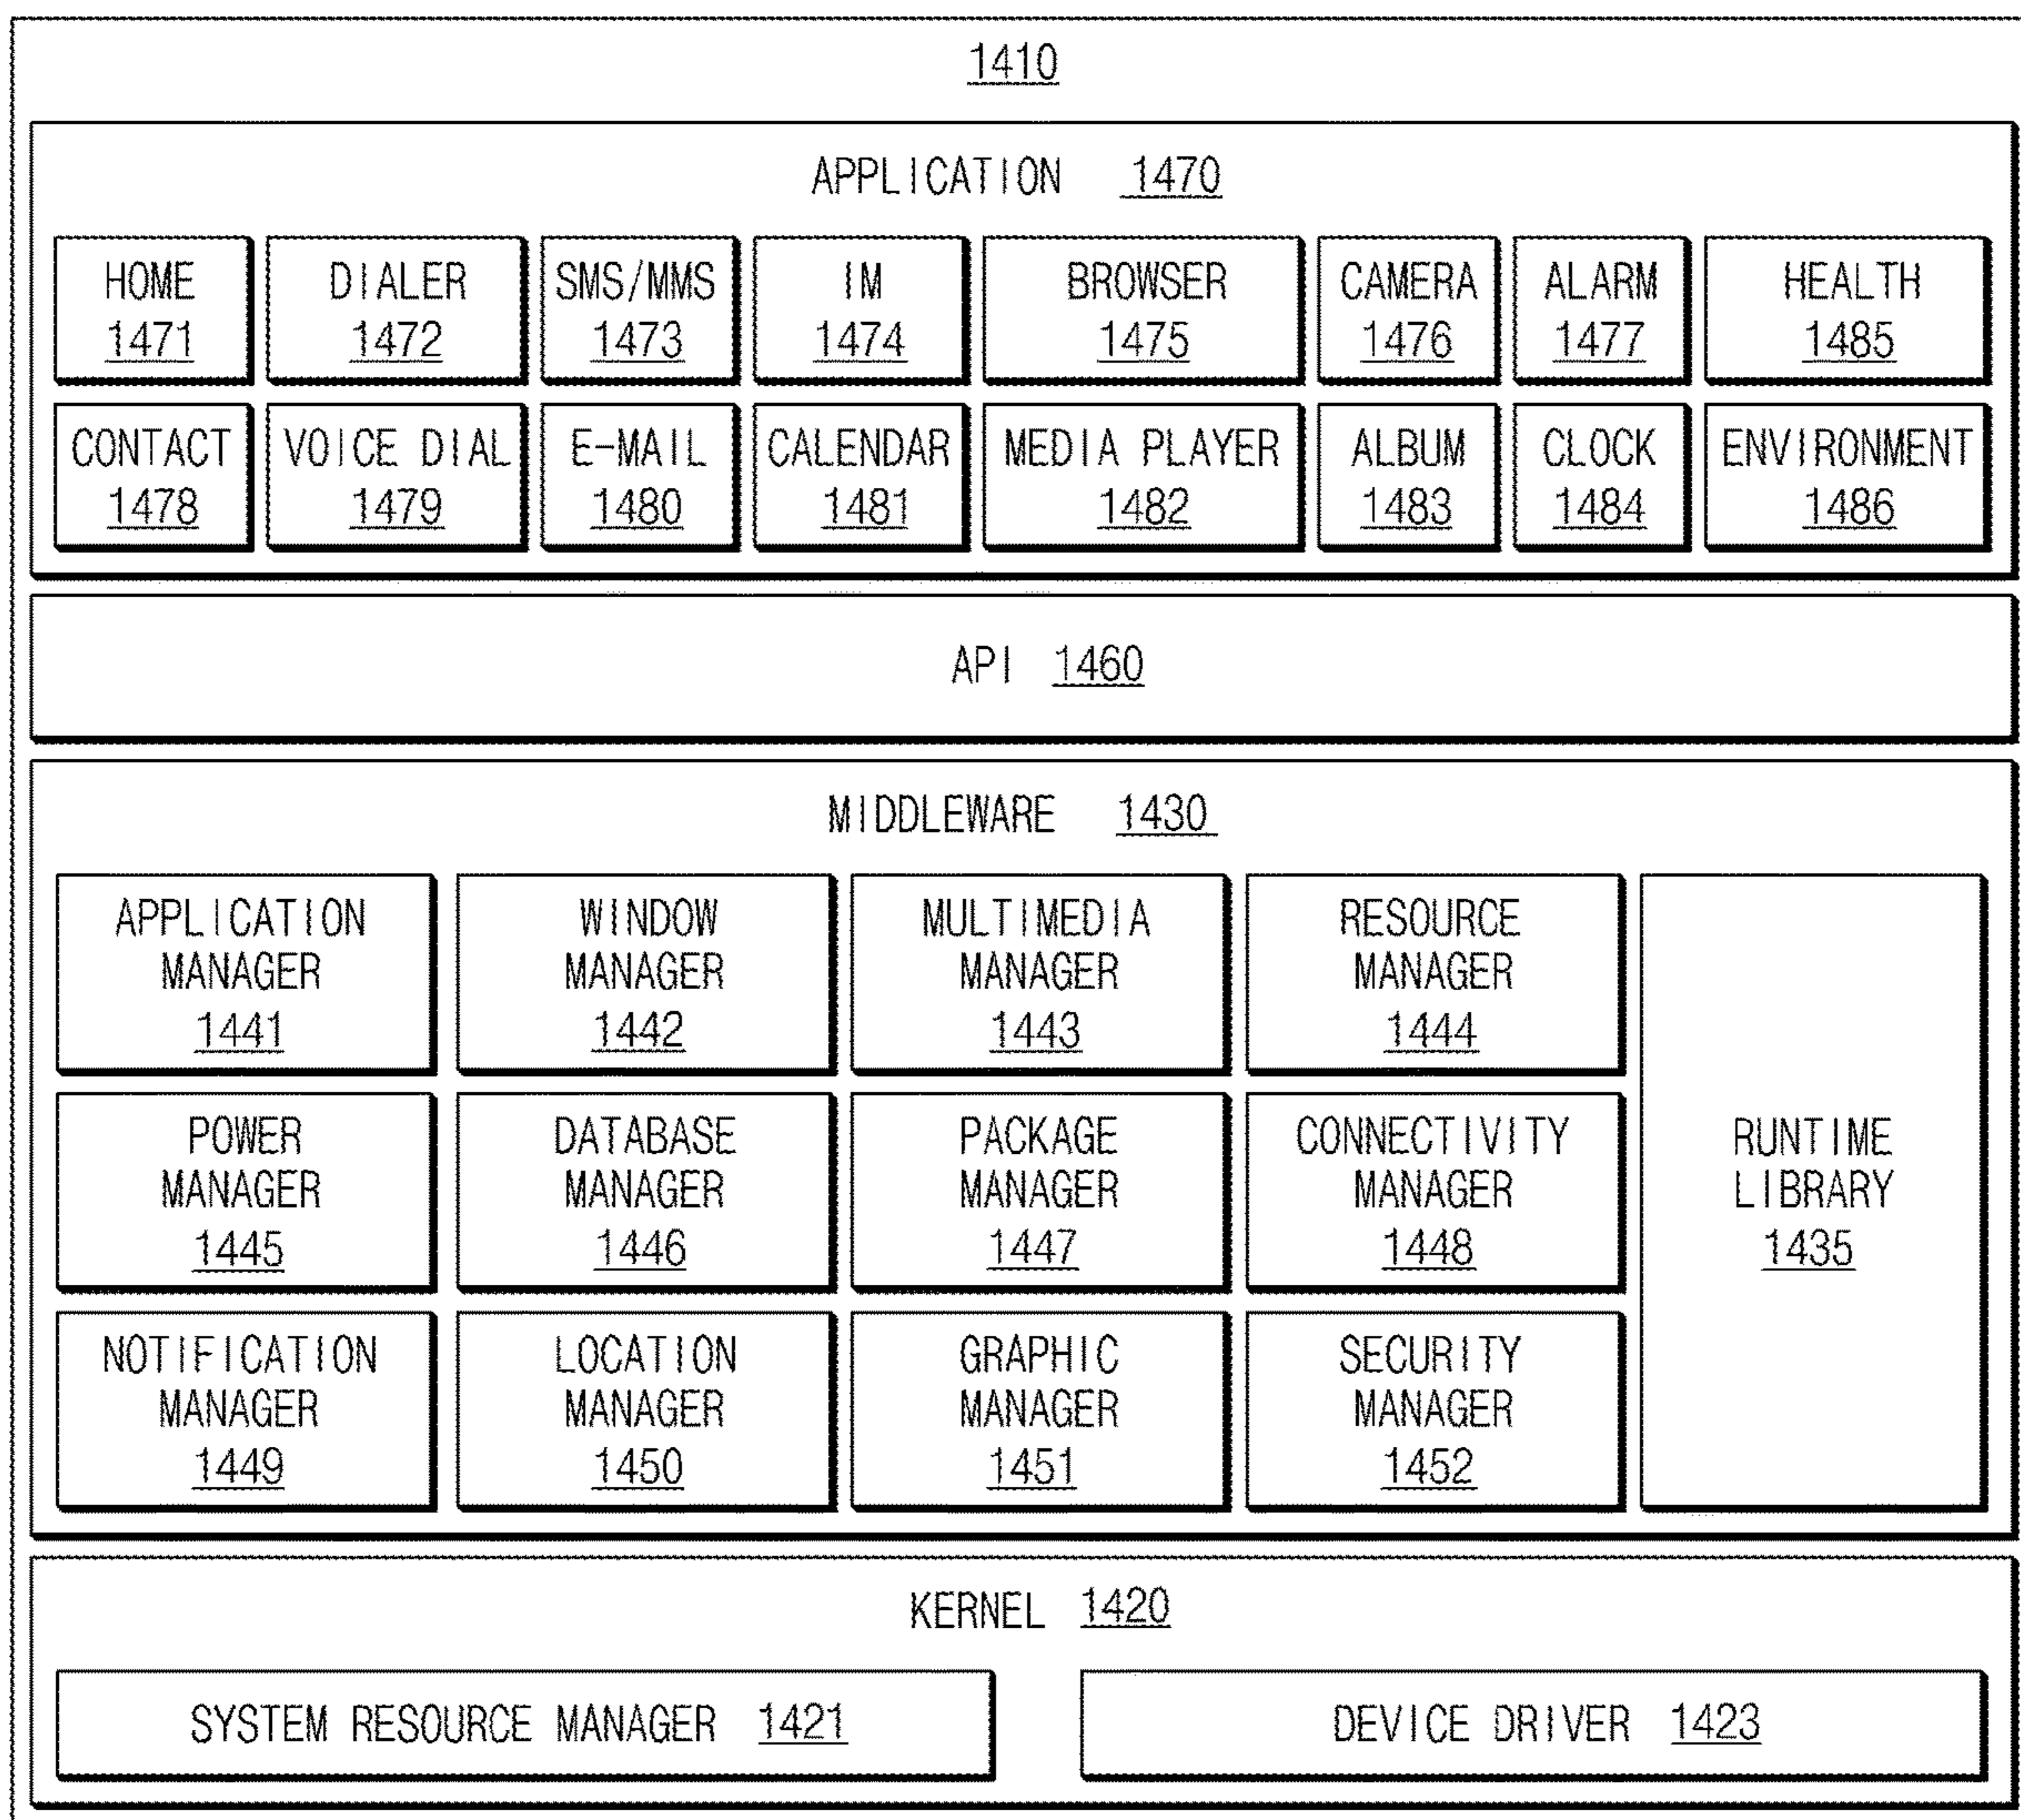 1410
APPLICATION 1470
HOME
1471
DIALER
1472
SMS/MMS
1473
IM
1474
BROWSER
1475
CAMERA
1476
ALARM
1477
HEALTH
1485
CONTACT
1478
VOICE DIAL
1479
E-MAIL
1480
CALENDAR
1481
MEDIA PLAYER
1482
ALBUM
1483
CLOCK
1484
ENVIRONMENT
1486
API 1460
MIDDLEWARE 1430
APPLICATION
MANAGER
1441
WINDOW
MANAGER
1442
MULTIMEDIA
MANAGER
1443
RESOURCE
MANAGER
1444
POWER
MANAGER
1445
DATABASE
MANAGER
1446
PACKAGE
MANAGER
1447
CONNECTIVITY
MANAGER
1448
RUNTIME
LIBRARY
1435
NOTIFICATION
MANAGER
1449
LOCATION
MANAGER
1450
GRAPHIC
MANAGER
1451
SECURITY
MANAGER
1452
KERNEL 1420
SYSTEM RESOURCE MANAGER 1421
DEVICE DRIVER 1423